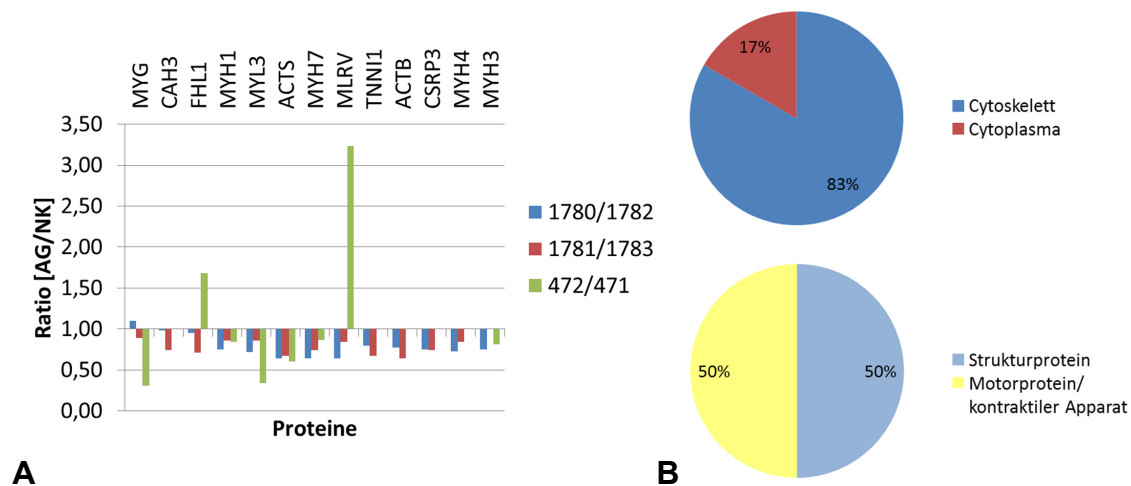 MYG
CAH3
FHL1
MYH1
MYL3
ACTS
MYH7
MLRV
TNNI1
ACTB
CSRP3
MYH4
MYH3
3,50
3,00
2,50
2,00
1,50
1,00
0,50
0,00
Ratio [AG/NK]
Proteine
1780/1782
1781/1783
472/471
A
17%
83%
Cytoskelett
Cytoplasma
50%
50%
Strukturprotein
Motorprotein/
kontraktiler Apparat
B